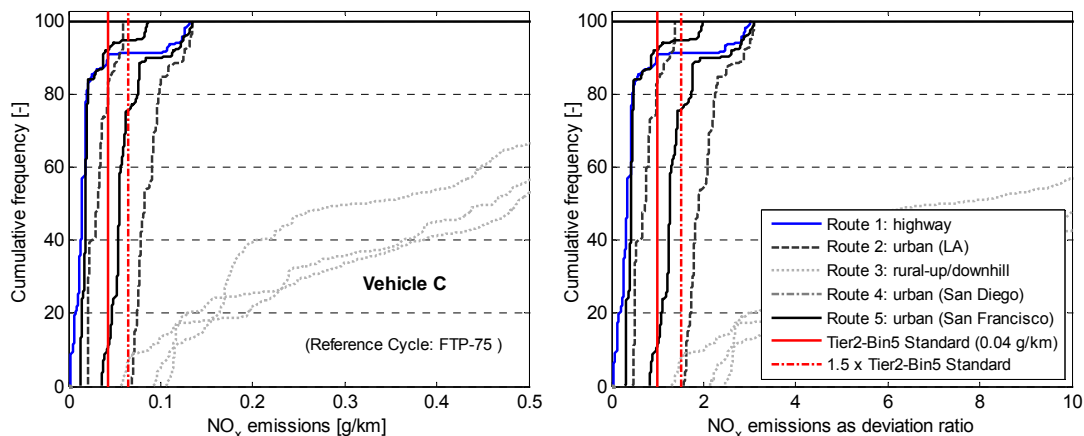 100
80
60
40
20
0
Cumulative frequency [-]
Vehicle C
(Reference Cycle: FTP-75 )
0 0.1 0.2 0.3 0.4 0.5
NOx emissions [g/km]
100
80
60
40
20
0
Cumulative frequency [-]
Route 1: highway
Route 2: urban (LA)
Route 3: rural-up/downhill
Route 4: urban (San Diego)
Route 5: urban (San Francisco)
Tier2-Bin5 Standard (0.04 g/km)
1.5 x Tier2-Bin5 Standard
0 2 4 6 8 10
NOx emissions as deviation ratio